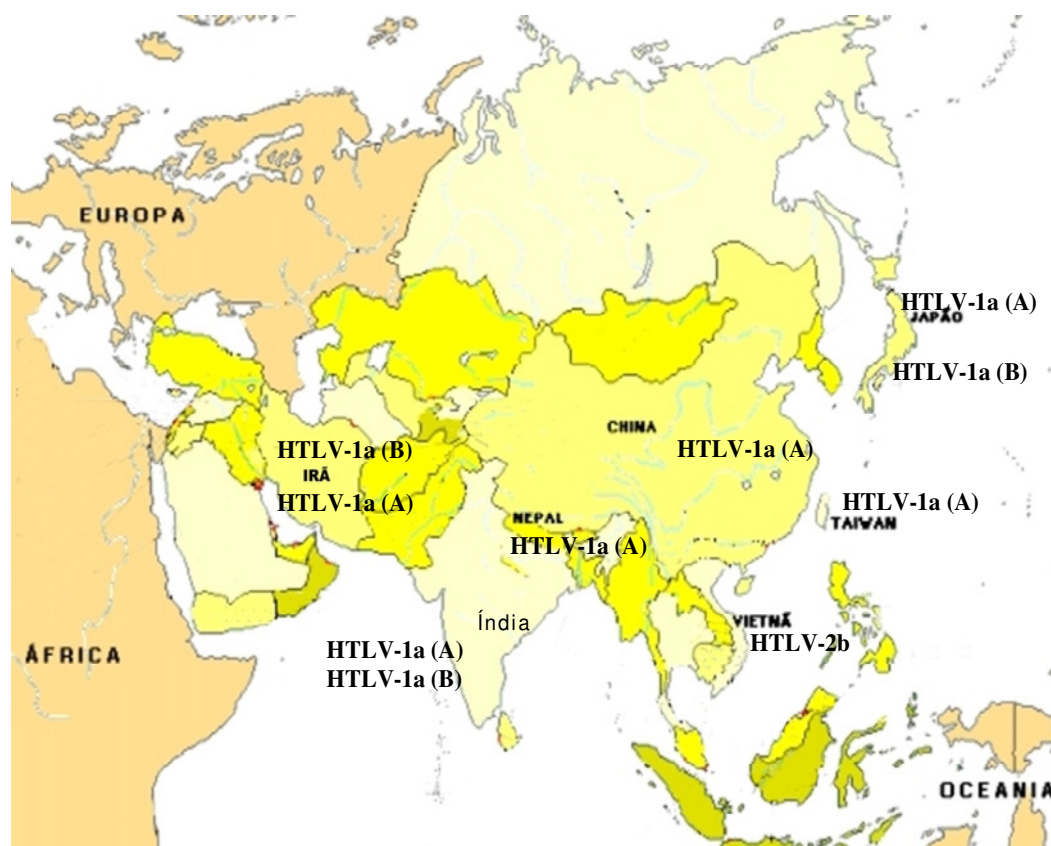 EUROPA
HTLV-1a (A)
JAPÃO
HTLV-1a (B)
CHINA
HTLV-1a (A)
HTLV-1a (B)
IRÃ
HTLV-1a (A)
HTLV-1a (A)
TAIWAN
NEPAL
HTLV-1a (A)
Índia
VIETNÃ
HTLV-2b
ÁFRICA
HTLV-1a (A)
HTLV-1a (B)
OCEANIA